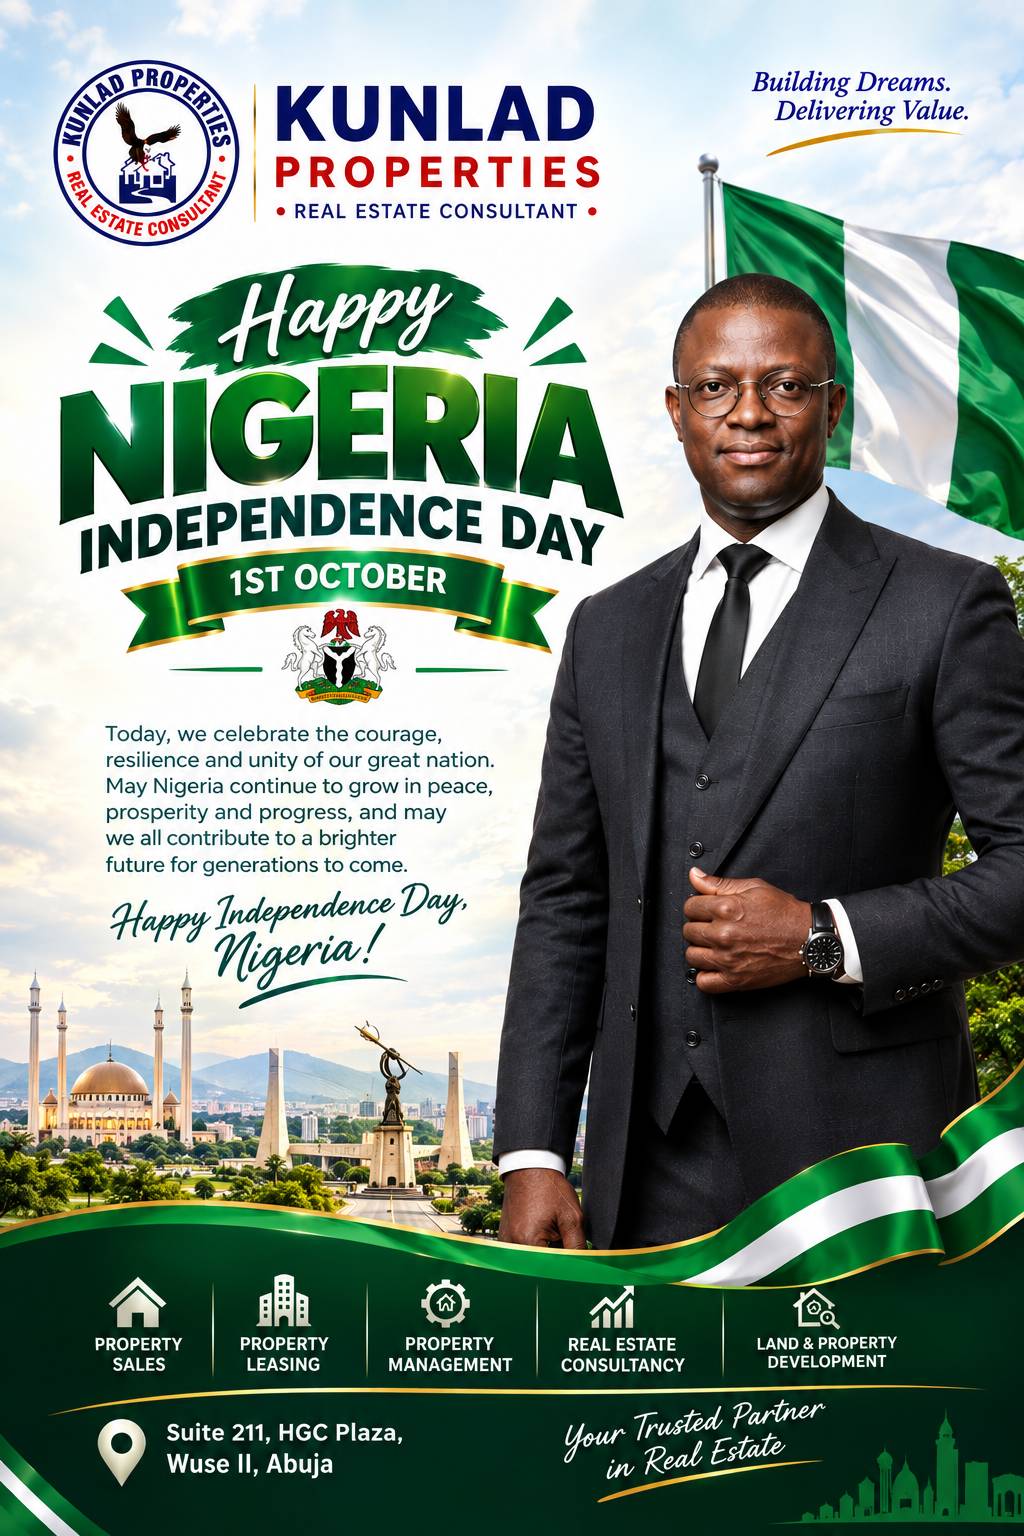 KUNLAD PROPERTIES
• REAL ESTATE CONSULTANT •
KUNLAD
PROPERTIES
• REAL ESTATE CONSULTANT •
Building Dreams.
Delivering Value.
Happy
NIGERIA
INDEPENDENCE DAY
1ST OCTOBER
Today, we celebrate the courage,
resilience and unity of our great nation.
May Nigeria continue to grow in peace,
prosperity and progress, and may
we all contribute to a brighter
future for generations to come.
Happy Independence Day,
Nigeria!
PROPERTY
SALES
PROPERTY
LEASING
PROPERTY
MANAGEMENT
REAL ESTATE
CONSULTANCY
LAND & PROPERTY
DEVELOPMENT
Suite 211, HGC Plaza,
Wuse II, Abuja
Your Trusted Partner
in Real Estate